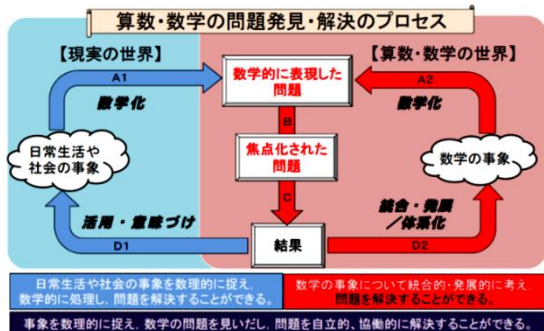 算数・数学の問題発見・解決のプロセス
【現実の世界】
【算数・数学の世界】
A1
数学的に表現した
問題
A2
数学化
数学化
B
日常生活や
社会の事象
焦点化された
問題
数学の事象
C
活用・意味づけ
統合・発展
／体系化
結果
D1
D2
日常生活や社会の事象を数理的に捉え,
数学的に処理し, 問題を解決することができる。
数学の事象について統合的・発展的に考え,
問題を解決することができる。
事象を数理的に捉え, 数学の問題を見いだし, 問題を自立的, 協働的に解決することができる。